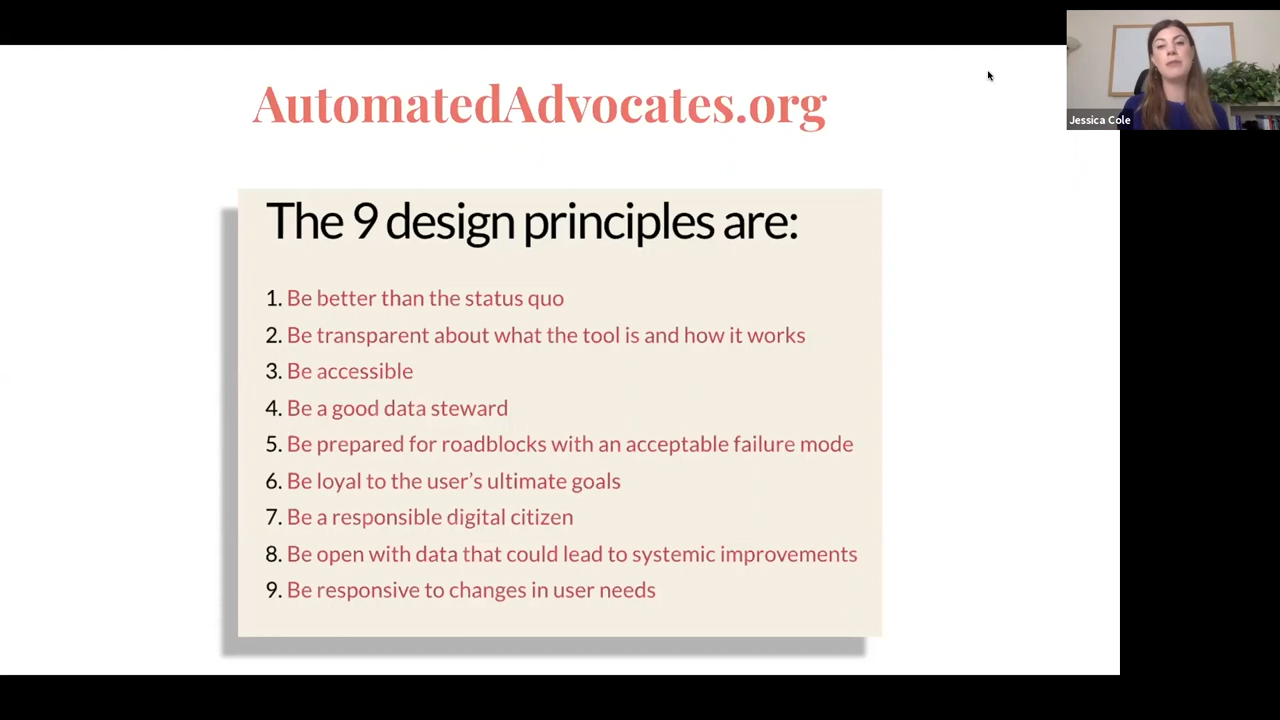 AutomatedAdvocates.org
Jessica Cole
The 9 design principles are:
1. Be better than the status quo
2. Be transparent about what the tool is and how it works
3. Be accessible
4. Be a good data steward
5. Be prepared for roadblocks with an acceptable failure mode
6. Be loyal to the user’s ultimate goals
7. Be a responsible digital citizen
8. Be open with data that could lead to systemic improvements
9. Be responsive to changes in user needs